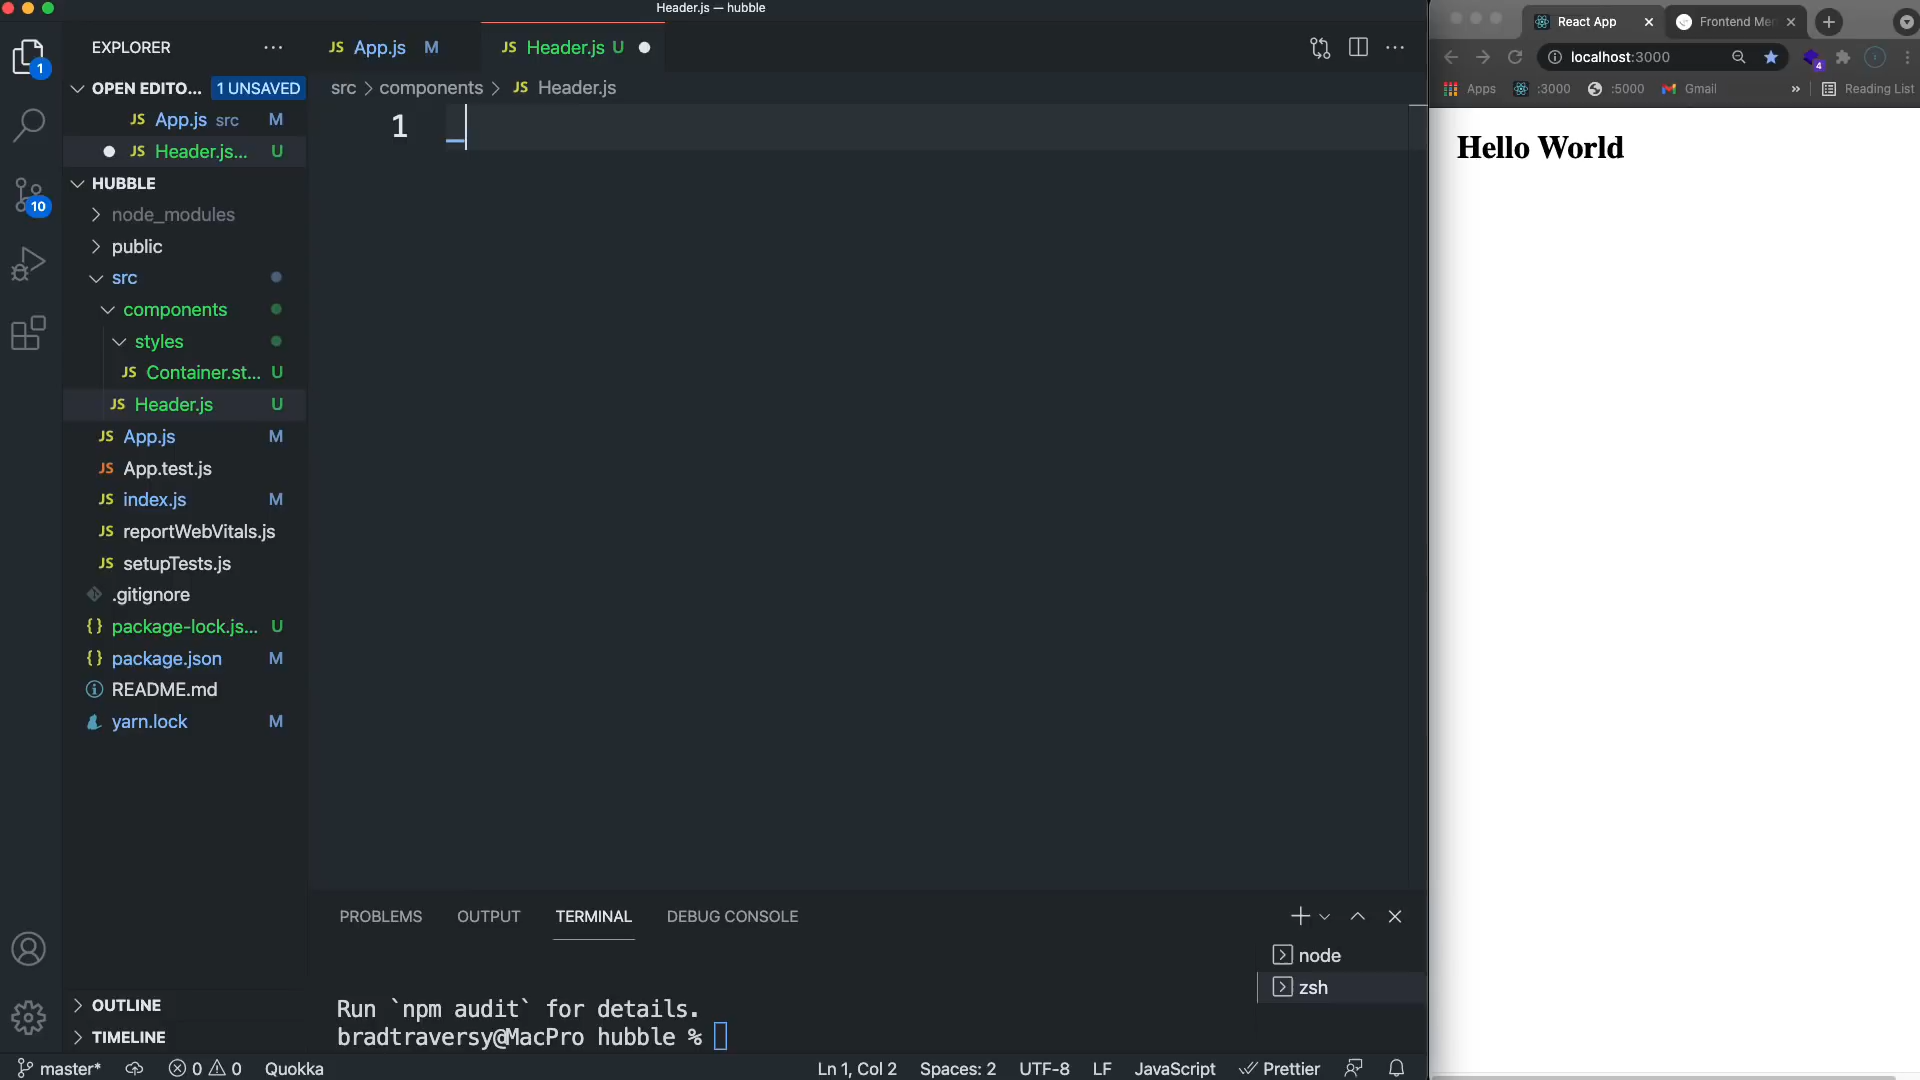 Header.js — hubble
EXPLORER
OPEN EDITO... 1 UNSAVED
JS App.js src M
JS Header.js... U
HUBBLE
node_modules
public
src
components
styles
JS Container.st... U
JS Header.js U
JS App.js M
JS App.test.js
JS index.js M
JS reportWebVitals.js
JS setupTests.js
.gitignore
{} package-lock.js... U
{} package.json M
README.md
yarn.lock M
OUTLINE
TIMELINE
1
10
JS App.js M
JS Header.js U
src > components > JS Header.js
1
_
PROBLEMS OUTPUT TERMINAL DEBUG CONSOLE
node
zsh
Run `npm audit` for details.
bradtraversy@MacPro hubble %
master* 0 0 Quokka
Ln 1, Col 2 Spaces: 2 UTF-8 LF JavaScript Prettier
React App
Frontend Men
localhost:3000
4
Apps :3000 :5000 Gmail » Reading List
Hello World